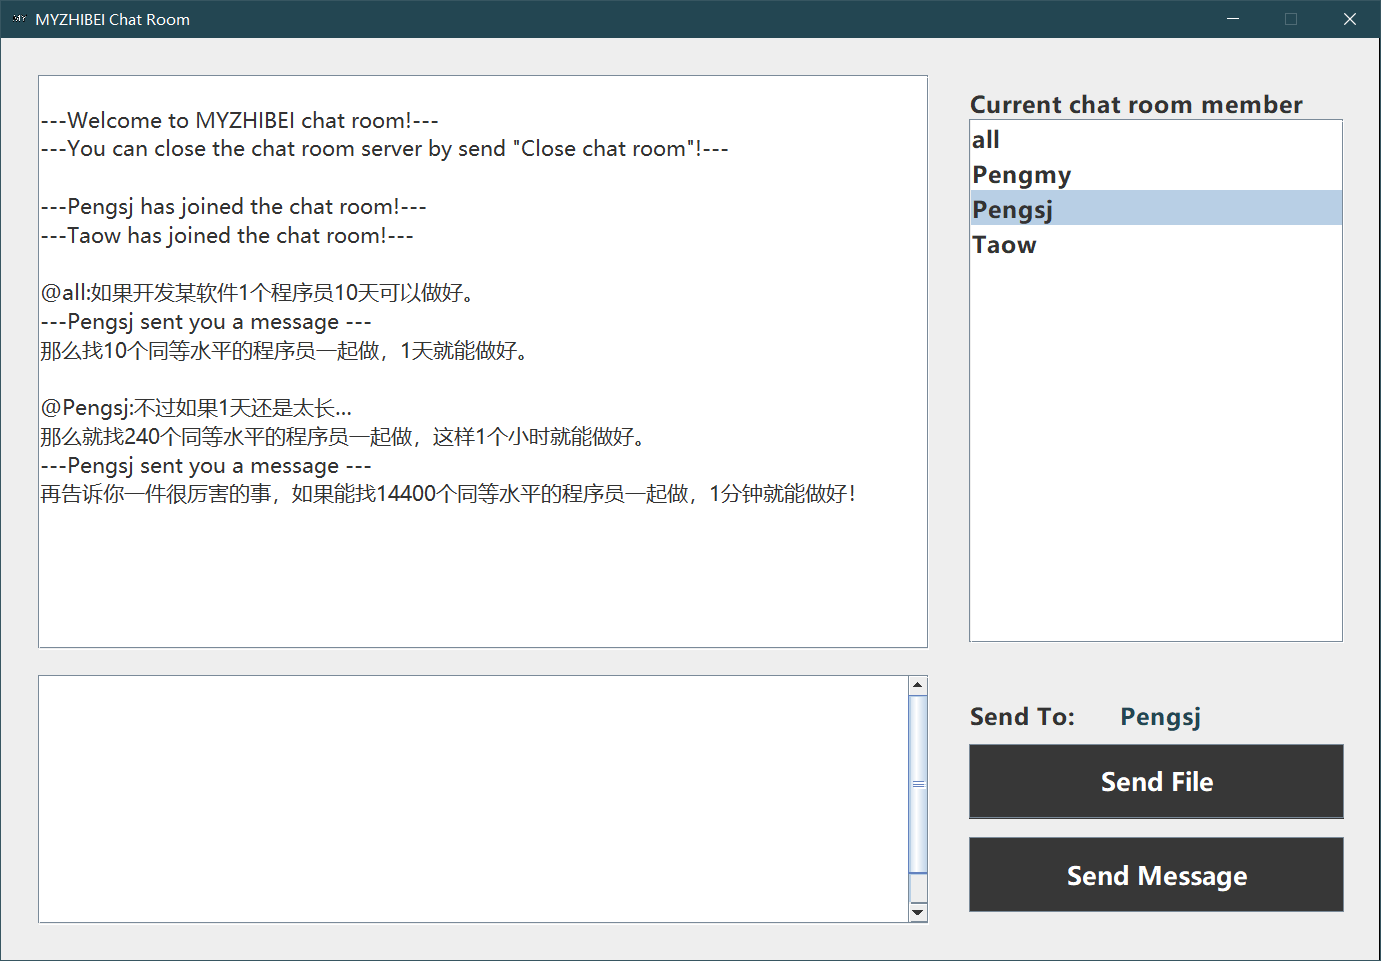 MYZHIBEI Chat Room
---Welcome to MYZHIBEI chat room!---
---You can close the chat room server by send "Close chat room"!---
---Pengsj has joined the chat room!---
---Taow has joined the chat room!---
@all:如果开发某软件1个程序员10天可以做好。
---Pengsj sent you a message ---
那么找10个同等水平的程序员一起做，1天就能做好。
@Pengsj:不过如果1天还是太长...
那么就找240个同等水平的程序员一起做，这样1个小时就能做好。
---Pengsj sent you a message ---
再告诉你一件很厉害的事，如果能找14400个同等水平的程序员一起做，1分钟就能做好！
Current chat room member
all
Pengmy
Pengsj
Taow
Send To: Pengsj
Send File
Send Message